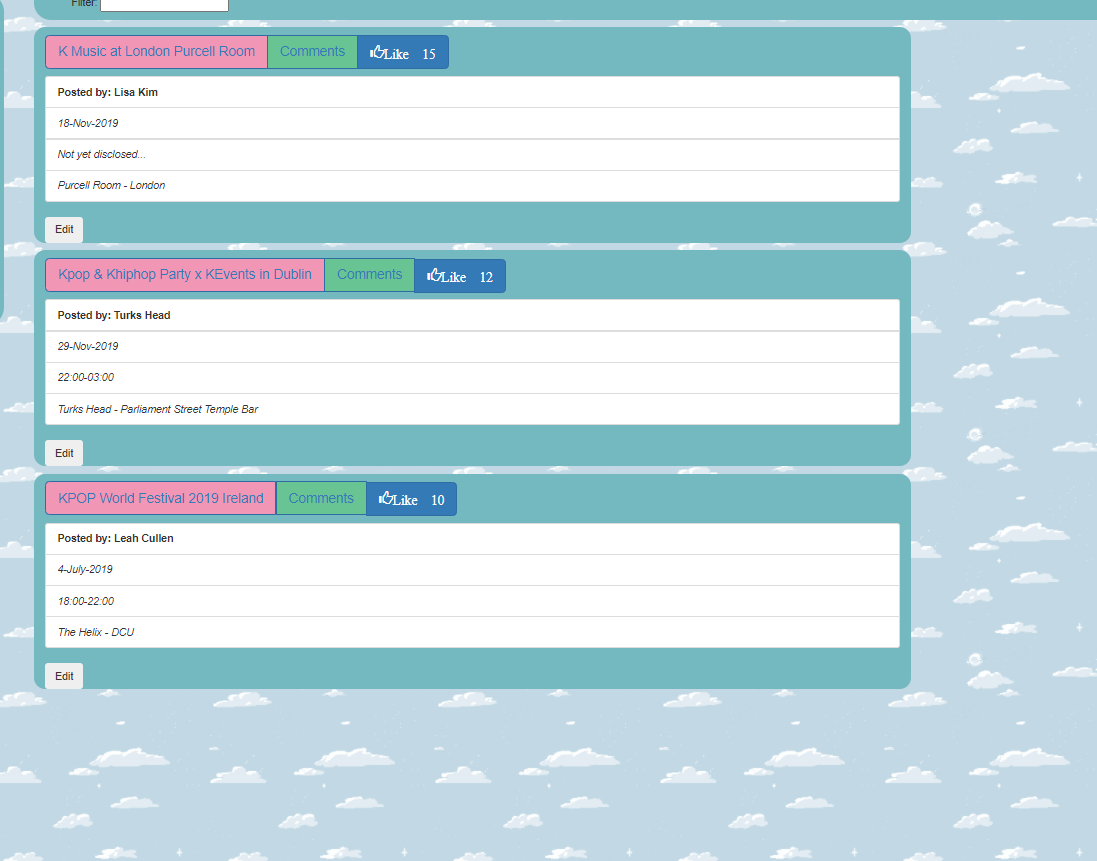 Filter:
K Music at London Purcell Room Comments Like 15
Posted by: Lisa Kim
18-Nov-2019
Not yet disclosed...
Purcell Room - London
Edit
Kpop & Khiphop Party x KEvents in Dublin Comments Like 12
Posted by: Turks Head
29-Nov-2019
22:00-03:00
Turks Head - Parliament Street Temple Bar
Edit
KPOP World Festival 2019 Ireland Comments Like 10
Posted by: Leah Cullen
4-July-2019
18:00-22:00
The Helix - DCU
Edit